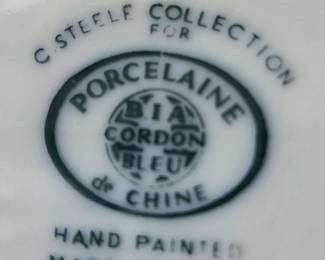 C. STEELE COLLECTION
FOR
PORCELAINE
BIA
CORDON
BLEU
de CHINE
HAND PAINTED